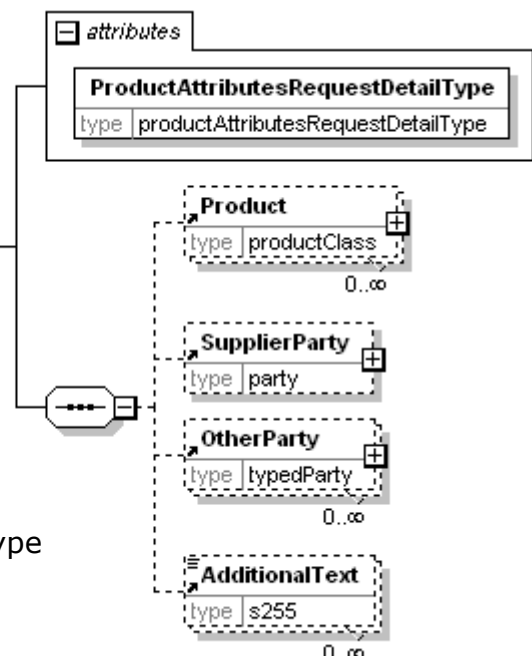 attributes
ProductAttributesRequestDetailType
type productAttributesRequestDetailType
Product
type productClass
0..∞
SupplierParty
type party
OtherParty
type typedParty
0..∞
ype
AdditionalText
type s255
0..∞